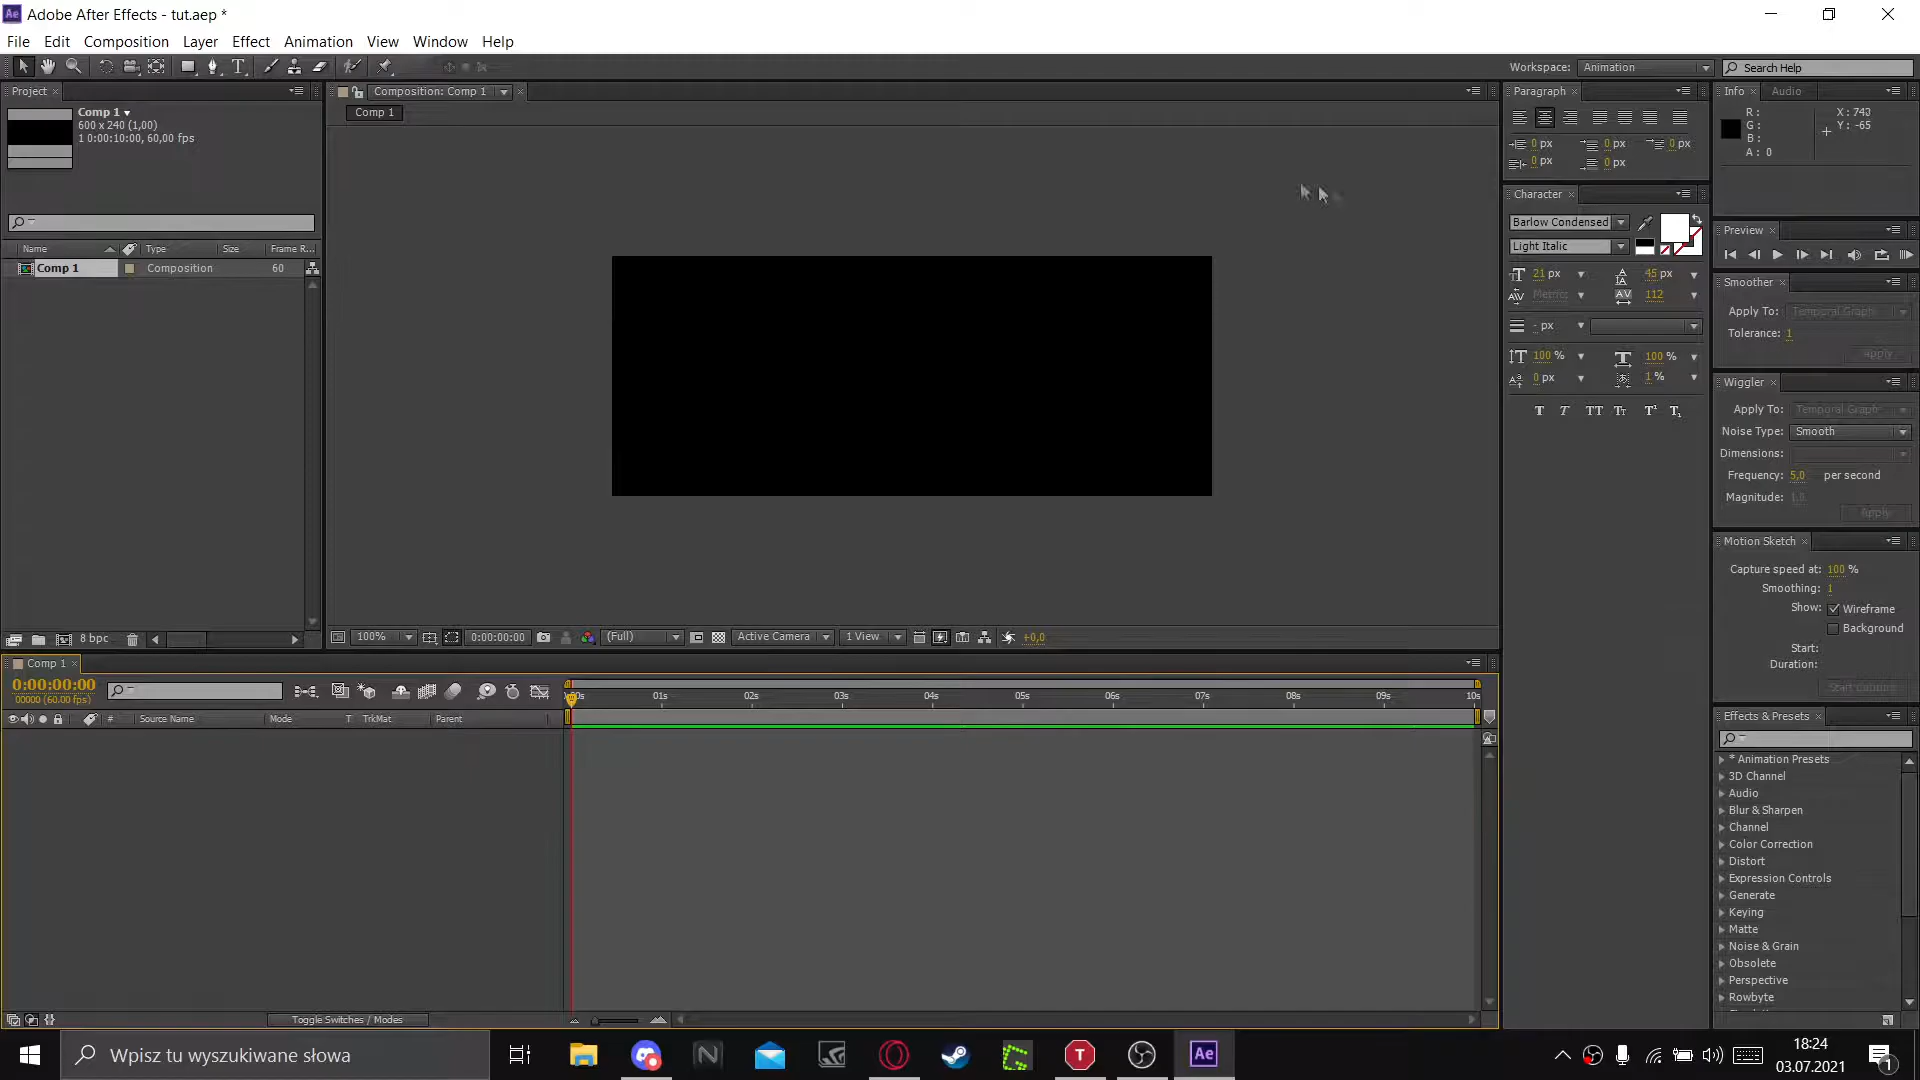 Adobe After Effects - tut.aep *
File Edit Composition Layer Effect Animation View Window Help
Workspace: Animation Search Help
Project
Comp 1
600 x 240 (1,00)
1 0:00:10:00, 60,00 fps
Name Type Size Frame R...
Comp 1 Composition 60
8 bpc
Composition: Comp 1
Comp 1
100% 0:00:00:00 (Full) Active Camera 1 View +0,0
Paragraph
0 px 0 px 0 px
0 px 0 px
Character
Barlow Condensed
Light Italic
21 px 45 px
Metrics 112
- px
100 % 100 %
0 px 1 %
T T TT Tt T¹ T₁
Info Audio
R :
G :
B :
A : 0
X : 743
Y : -65
Preview
Smoother
Apply To: Temporal Graph
Tolerance: 1
Apply
Wiggler
Apply To: Temporal Graph
Noise Type: Smooth
Dimensions:
Frequency: 5,0 per second
Magnitude: 1,0
Apply
Motion Sketch
Capture speed at: 100 %
Smoothing: 1
Show: Wireframe
Background
Start:
Duration:
Start Capture
Effects & Presets
* Animation Presets
3D Channel
Audio
Blur & Sharpen
Channel
Color Correction
Distort
Expression Controls
Generate
Keying
Matte
Noise & Grain
Obsolete
Perspective
Rowbyte
Comp 1
0:00:00:00
00000 (60.00 fps)
# Source Name Mode T TrkMat Parent
:00s 01s 02s 03s 04s 05s 06s 07s 08s 09s 10s
Toggle Switches / Modes
Wpisz tu wyszukiwane słowa
Ae
18:24
03.07.2021
1